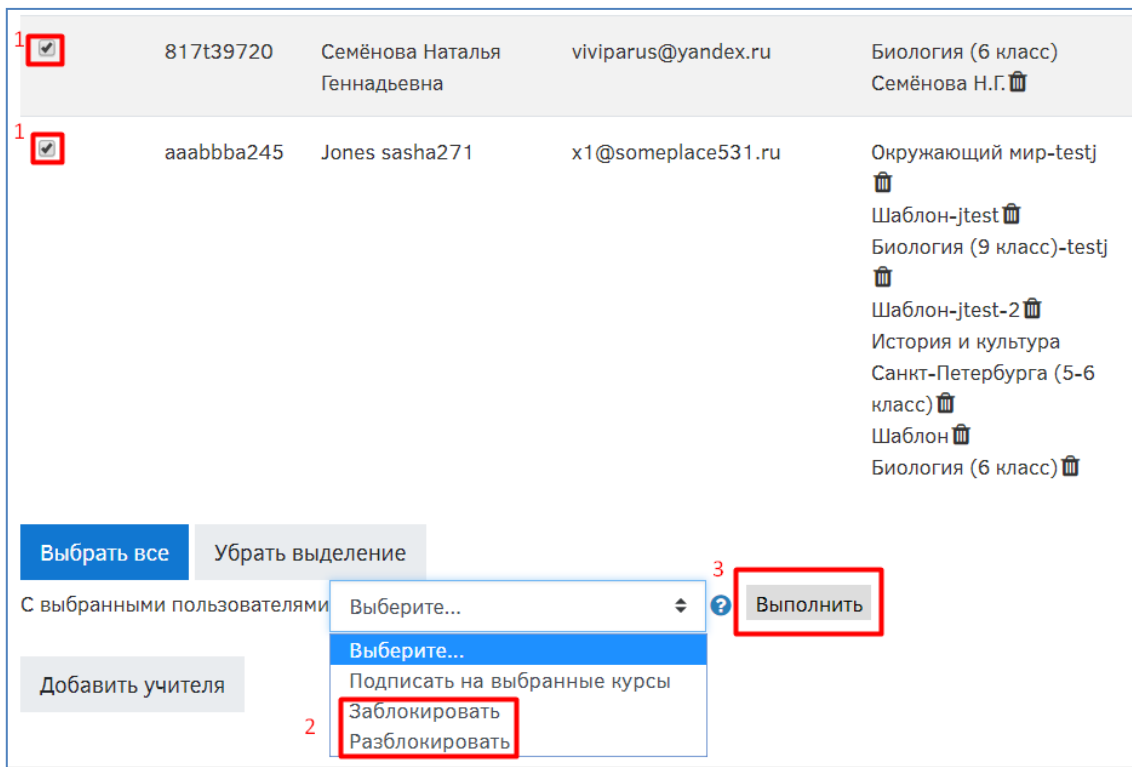 1
817t39720 Семёнова Наталья viviparus@yandex.ru Биология (6 класс)
Геннадьевна Семёнова Н.Г.
1
aaabbba245 Jones sasha271 x1@someplace531.ru Окружающий мир-testj
Шаблон-jtest
Биология (9 класс)-testj
Шаблон-jtest-2
История и культура
Санкт-Петербурга (5-6
класс)
Шаблон
Биология (6 класс)
Выбрать все Убрать выделение
3
С выбранными пользователями Выберите... ? Выполнить
Выберите...
Подписать на выбранные курсы
Добавить учителя
Заблокировать
2
Разблокировать